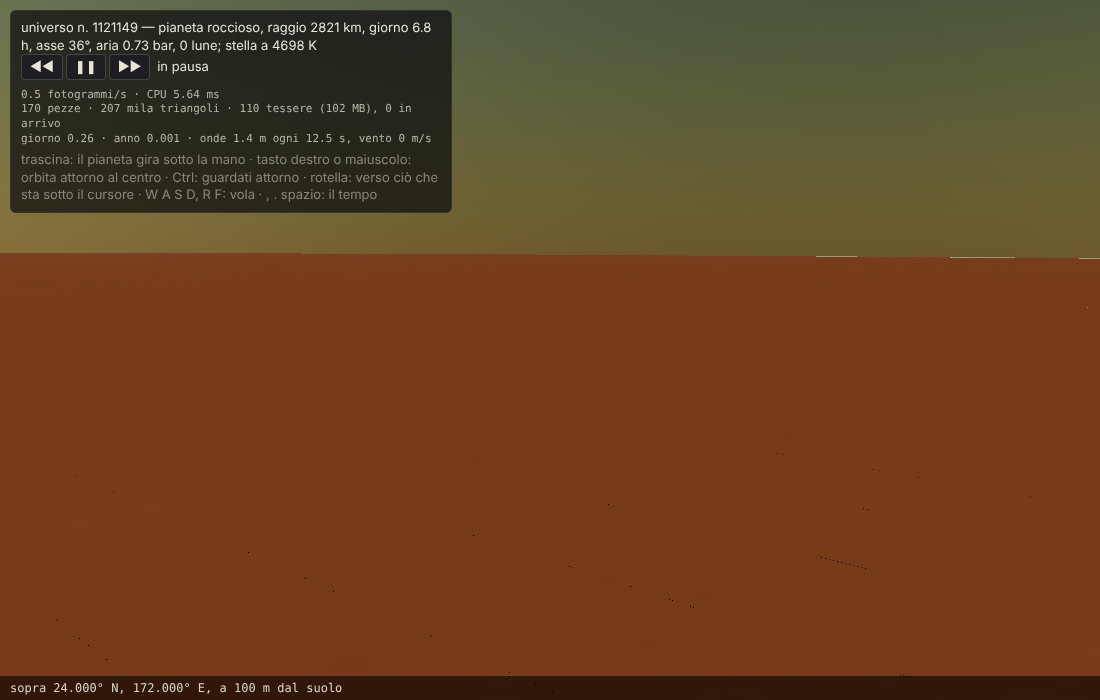 universo n. 1121149 — pianeta roccioso, raggio 2821 km, giorno 6.8
h, asse 36°, aria 0.73 bar, 0 lune; stella a 4698 K
in pausa
0.5 fotogrammi/s · CPU 5.64 ms
170 pezze · 207 mila triangoli · 110 tessere (102 MB), 0 in
arrivo
giorno 0.26 · anno 0.001 · onde 1.4 m ogni 12.5 s, vento 0 m/s
trascina: il pianeta gira sotto la mano · tasto destro o maiuscolo:
orbita attorno al centro · Ctrl: guardati attorno · rotella: verso ciò che
sta sotto il cursore · W A S D, R F: vola · , . spazio: il tempo
sopra 24.000° N, 172.000° E, a 100 m dal suolo